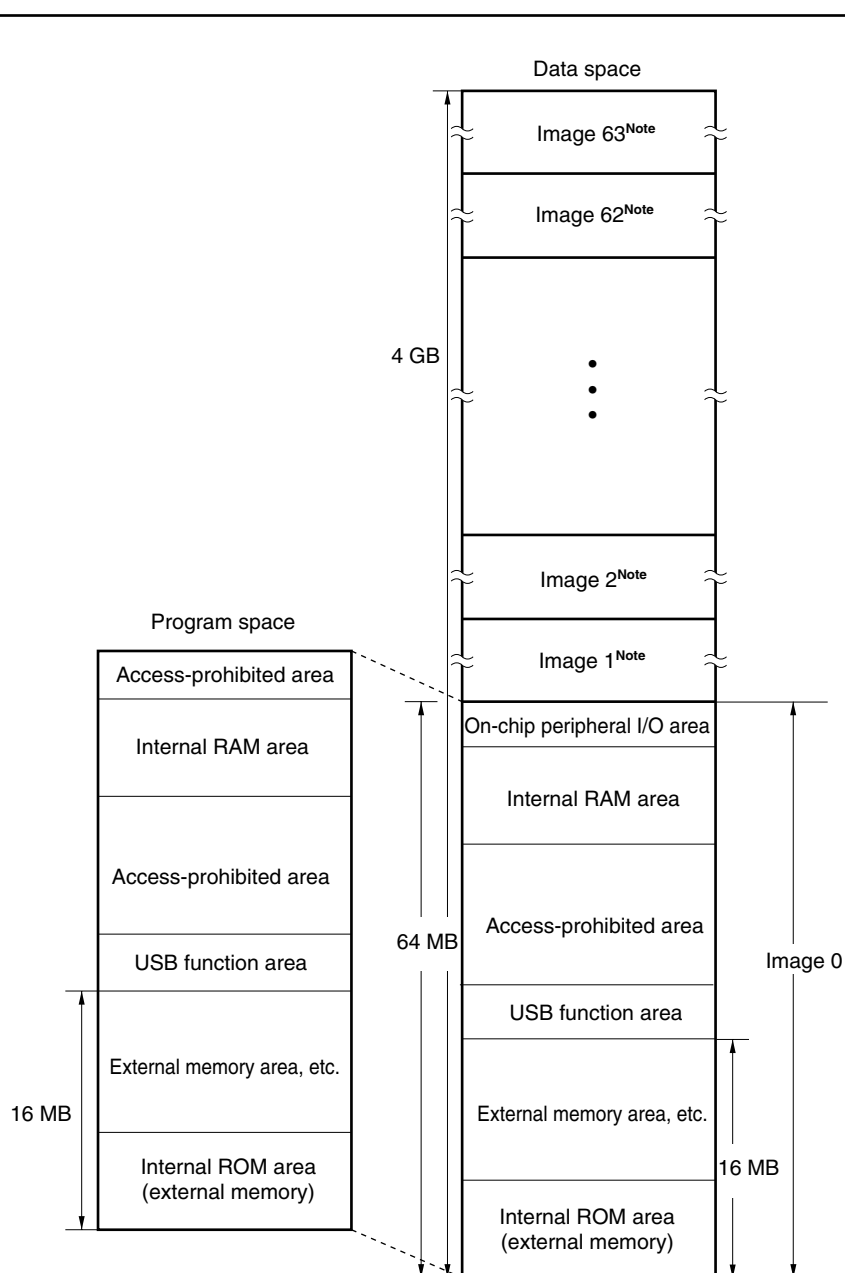 Data space
Image 63Note
Image 62Note
4 GB
Image 2Note
Image 1Note
Program space
Access-prohibited area
Internal RAM area
Access-prohibited area
USB function area
External memory area, etc.
16 MB
Internal ROM area
(external memory)
On-chip peripheral I/O area
Internal RAM area
Access-prohibited area
64 MB
Image 0
USB function area
External memory area, etc.
16 MB
Internal ROM area
(external memory)